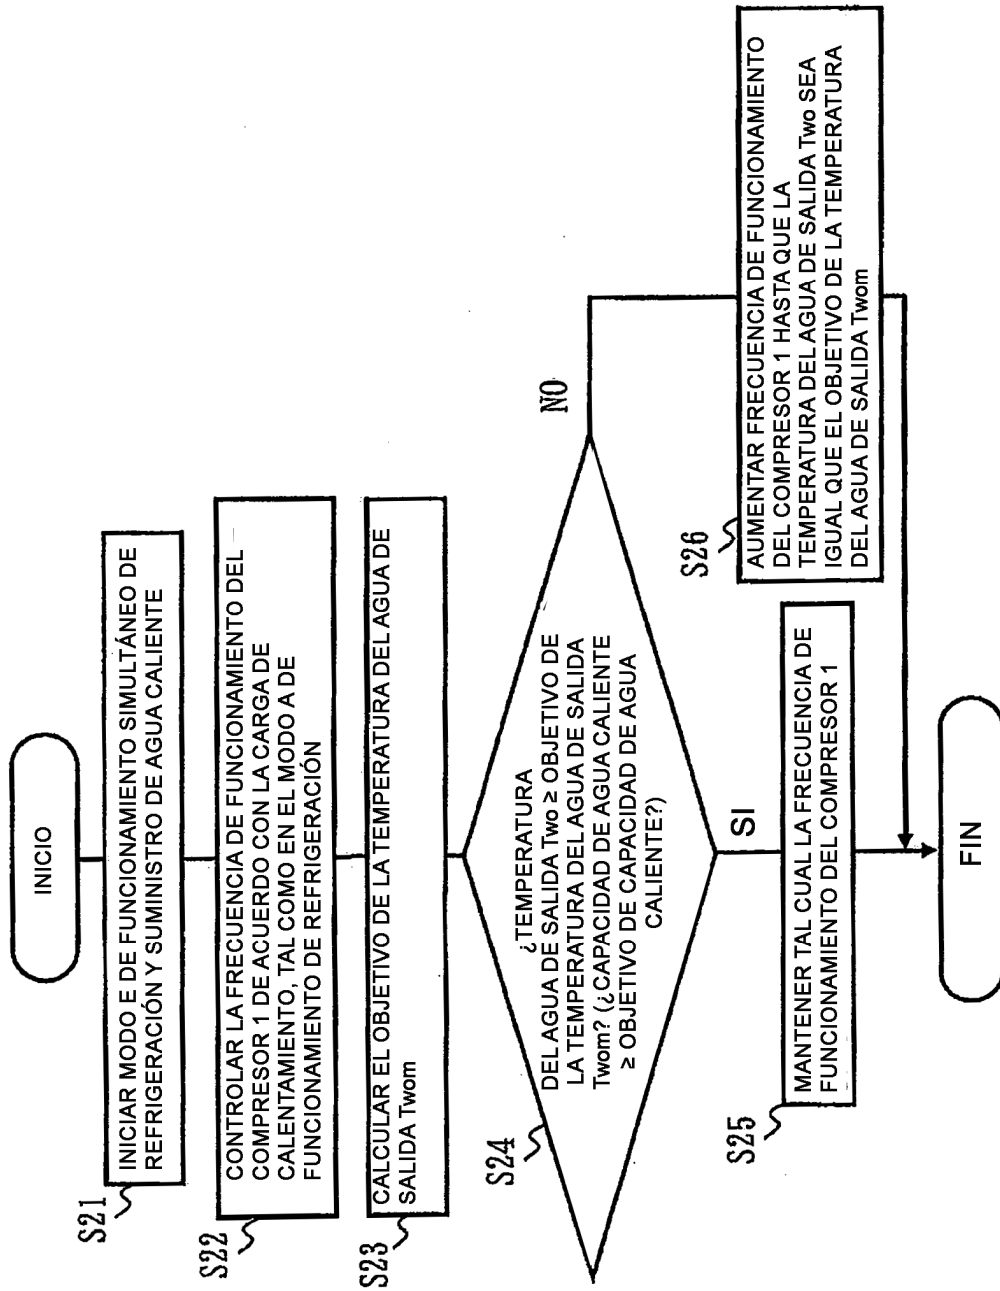 INICIO
S21
INICIAR MODO E DE FUNCIONAMIENTO SIMULTÁNEO DE
REFRIGERACIÓN Y SUMINISTRO DE AGUA CALIENTE
S22
CONTROLAR LA FRECUENCIA DE FUNCIONAMIENTO DEL
COMPRESOR 1 DE ACUERDO CON LA CARGA DE
CALENTAMIENTO, TAL COMO EN EL MODO A DE
FUNCIONAMIENTO DE REFRIGERACIÓN
S23
CALCULAR EL OBJETIVO DE LA TEMPERATURA DEL AGUA DE
SALIDA Twom
S24
¿TEMPERATURA
DEL AGUA DE SALIDA Two ≥ OBJETIVO DE
LA TEMPERATURA DEL AGUA DE SALIDA
Twom? (¿CAPACIDAD DE AGUA CALIENTE
≥ OBJETIVO DE CAPACIDAD DE AGUA
CALIENTE?)
NO
SI
S25
MANTENER TAL CUAL LA FRECUENCIA DE
FUNCIONAMIENTO DEL COMPRESOR 1
S26
AUMENTAR FRECUENCIA DE FUNCIONAMIENTO
DEL COMPRESOR 1 HASTA QUE LA
TEMPERATURA DEL AGUA DE SALIDA Two SEA
IGUAL QUE EL OBJETIVO DE LA TEMPERATURA
DEL AGUA DE SALIDA Twom
FIN